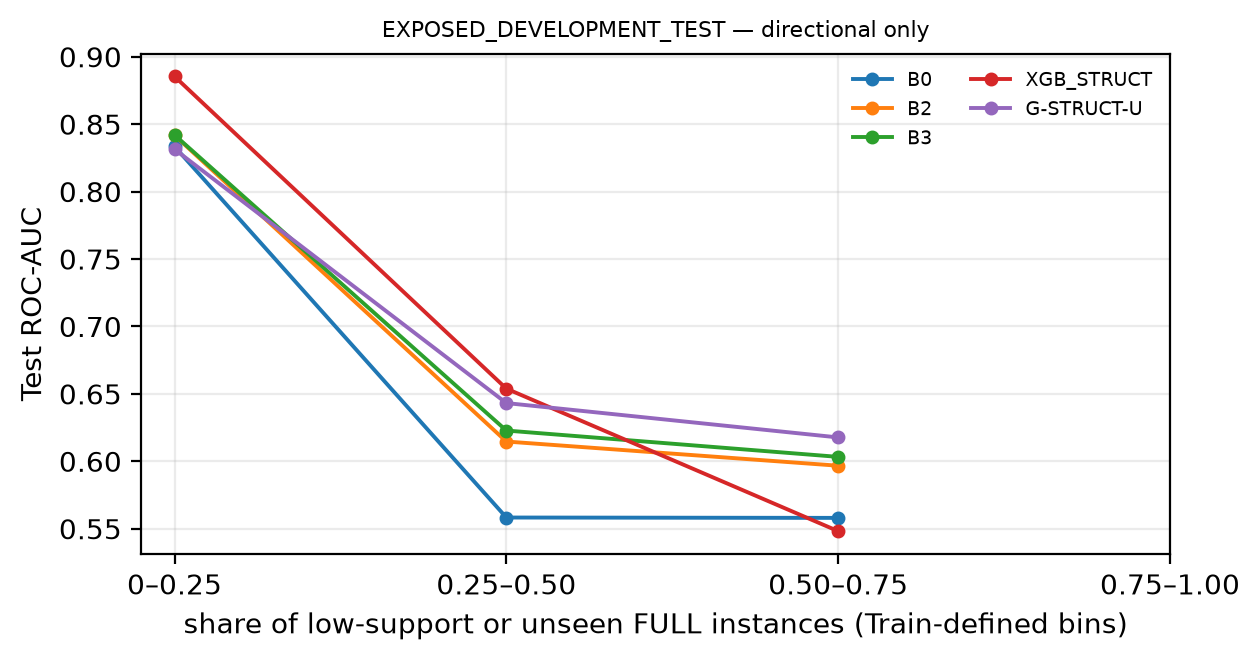 EXPOSED_DEVELOPMENT_TEST — directional only
0.90
0.85
0.80
0.75
0.70
0.65
0.60
0.55
Test ROC-AUC
B0
B2
B3
XGB_STRUCT
G-STRUCT-U
0–0.25
0.25–0.50
0.50–0.75
0.75–1.00
share of low-support or unseen FULL instances (Train-defined bins)